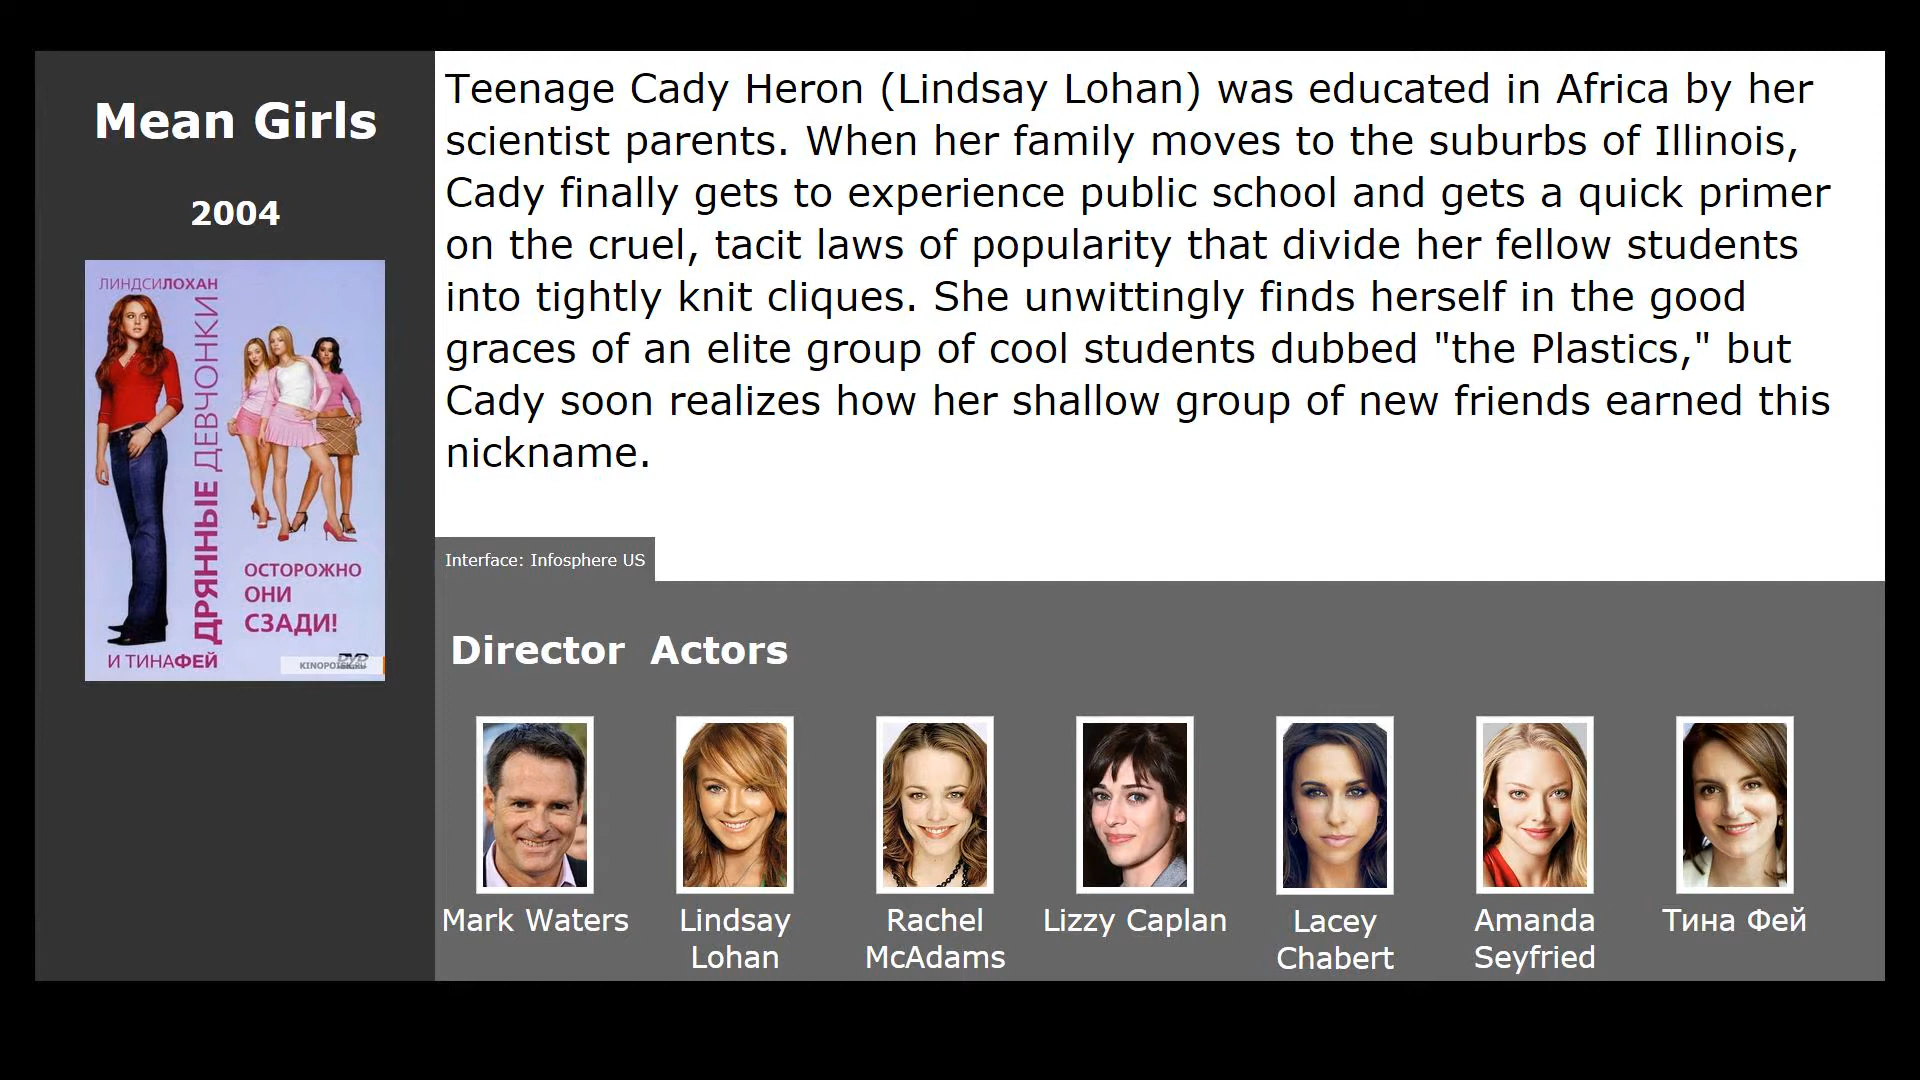 Mean Girls
2004
ЛИНДСИЛОХАН
ДРЯННЫЕ ДЕВЧОНКИ
ОСТОРОЖНО
ОНИ
СЗАДИ!
И ТИНАФЕЙ
KINOPOISK.RU
DVD
Teenage Cady Heron (Lindsay Lohan) was educated in Africa by her
scientist parents. When her family moves to the suburbs of Illinois,
Cady finally gets to experience public school and gets a quick primer
on the cruel, tacit laws of popularity that divide her fellow students
into tightly knit cliques. She unwittingly finds herself in the good
graces of an elite group of cool students dubbed "the Plastics," but
Cady soon realizes how her shallow group of new friends earned this
nickname.
Interface: Infosphere US
Director Actors
Mark Waters
Lindsay
Lohan
Rachel
McAdams
Lizzy Caplan
Lacey
Chabert
Amanda
Seyfried
Тина Фей